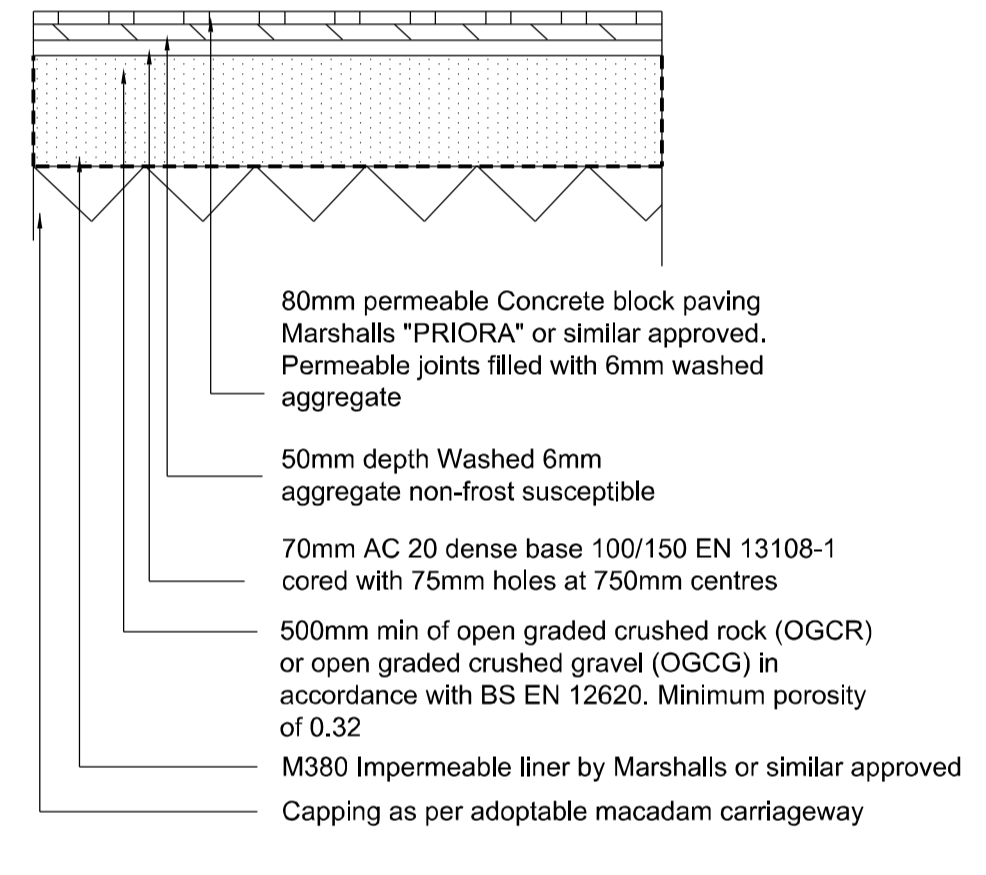 80mm permeable Concrete block paving
Marshalls "PRIORA" or similar approved.
Permeable joints filled with 6mm washed
aggregate
50mm depth Washed 6mm
aggregate non-frost susceptible
70mm AC 20 dense base 100/150 EN 13108-1
cored with 75mm holes at 750mm centres
500mm min of open graded crushed rock (OGCR)
or open graded crushed gravel (OGCG) in
accordance with BS EN 12620. Minimum porosity
of 0.32
M380 Impermeable liner by Marshalls or similar approved
Capping as per adoptable macadam carriageway